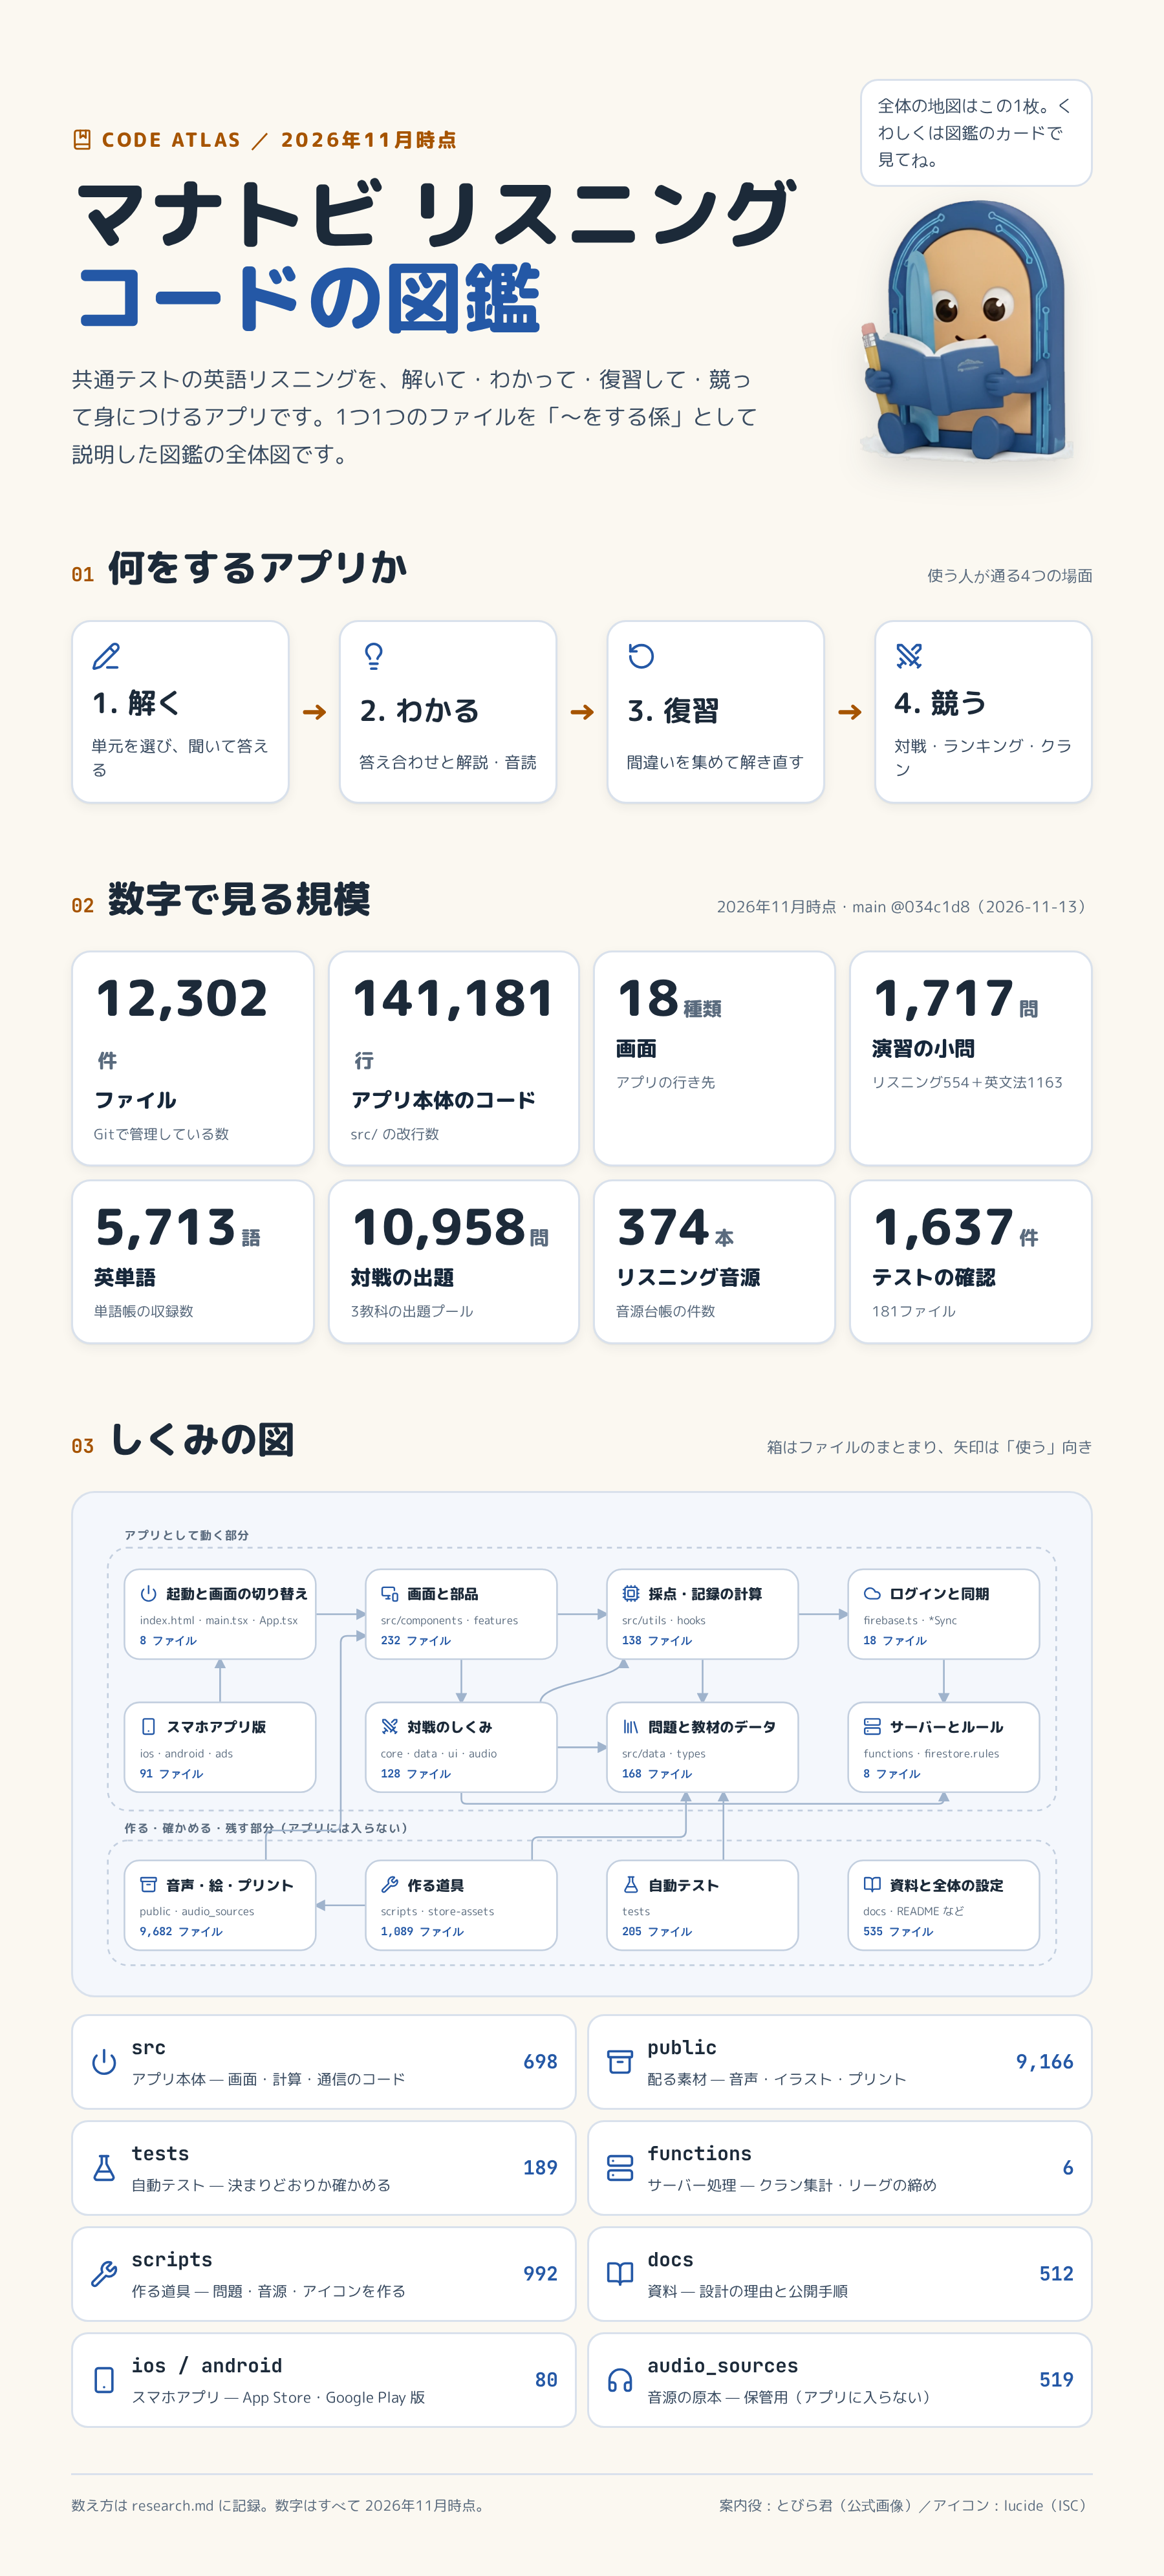 全体の地図はこの1枚。く
わしくは図鑑のカードで
見てね。
CODE ATLAS ／ 2026年11月時点
マナトビ リスニング
コードの図鑑
共通テストの英語リスニングを、解いて・わかって・復習して・競っ
て身につけるアプリです。1つ1つのファイルを「〜をする係」として
説明した図鑑の全体図です。
01 何をするアプリか
使う人が通る4つの場面
1. 解く
単元を選び、聞いて答え
る
→
2. わかる
答え合わせと解説・音読
→
3. 復習
間違いを集めて解き直す
→
4. 競う
対戦・ランキング・クラ
ン
02 数字で見る規模
2026年11月時点・main @034c1d8（2026-11-13）
12,302
件
ファイル
Gitで管理している数
141,181
行
アプリ本体のコード
src/ の改行数
18種類
画面
アプリの行き先
1,717問
演習の小問
リスニング554＋英文法1163
5,713語
英単語
単語帳の収録数
10,958問
対戦の出題
3教科の出題プール
374本
リスニング音源
音源台帳の件数
1,637件
テストの確認
181ファイル
03 しくみの図
箱はファイルのまとまり、矢印は「使う」向き
アプリとして動く部分
起動と画面の切り替え
index.html · main.tsx · App.tsx
8 ファイル
画面と部品
src/components · features
232 ファイル
採点・記録の計算
src/utils · hooks
138 ファイル
ログインと同期
firebase.ts · *Sync
18 ファイル
スマホアプリ版
ios · android · ads
91 ファイル
対戦のしくみ
core · data · ui · audio
128 ファイル
問題と教材のデータ
src/data · types
168 ファイル
サーバーとルール
functions · firestore.rules
8 ファイル
作る・確かめる・残す部分（アプリには入らない）
音声・絵・プリント
public · audio_sources
9,682 ファイル
作る道具
scripts · store-assets
1,089 ファイル
自動テスト
tests
205 ファイル
資料と全体の設定
docs · README など
535 ファイル
src
アプリ本体 — 画面・計算・通信のコード
698
public
配る素材 — 音声・イラスト・プリント
9,166
tests
自動テスト — 決まりどおりか確かめる
189
functions
サーバー処理 — クラン集計・リーグの締め
6
scripts
作る道具 — 問題・音源・アイコンを作る
992
docs
資料 — 設計の理由と公開手順
512
ios / android
スマホアプリ — App Store・Google Play 版
80
audio_sources
音源の原本 — 保管用（アプリに入らない）
519
数え方は research.md に記録。数字はすべて 2026年11月時点。
案内役：とびら君（公式画像）／アイコン：lucide（ISC）